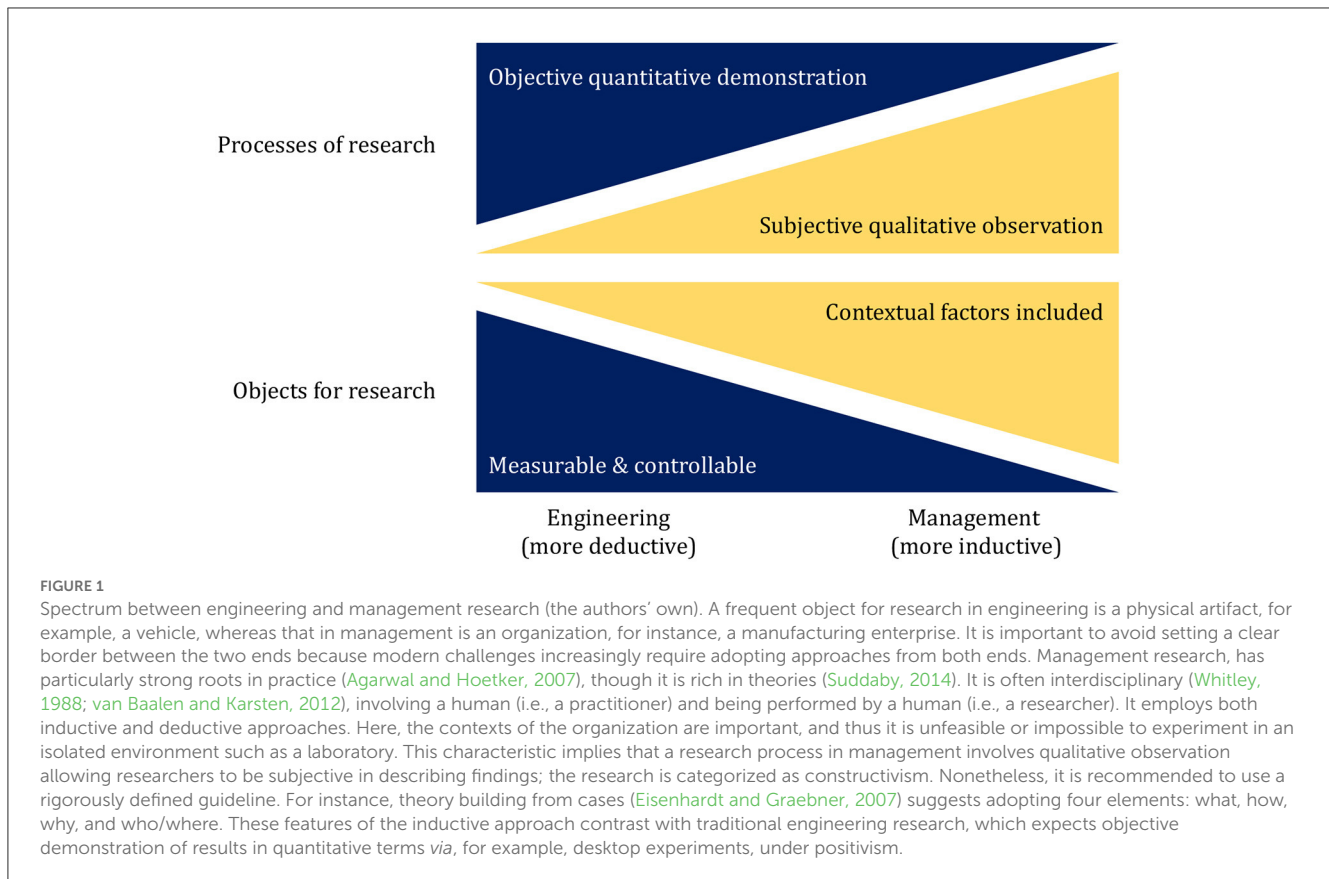 Objective quantitative demonstration
Processes of research
Subjective qualitative observation
Contextual factors included
Objects for research
Measurable & controllable
Engineering
(more deductive)
Management
(more inductive)
FIGURE 1
Spectrum between engineering and management research (the authors' own). A frequent object for research in engineering is a physical artifact, for
example, a vehicle, whereas that in management is an organization, for instance, a manufacturing enterprise. It is important to avoid setting a clear
border between the two ends because modern challenges increasingly require adopting approaches from both ends. Management research, has
particularly strong roots in practice (Agarwal and Hoetker, 2007), though it is rich in theories (Suddaby, 2014). It is often interdisciplinary (Whitley,
1988; van Baalen and Karsten, 2012), involving a human (i.e., a practitioner) and being performed by a human (i.e., a researcher). It employs both
inductive and deductive approaches. Here, the contexts of the organization are important, and thus it is unfeasible or impossible to experiment in an
isolated environment such as a laboratory. This characteristic implies that a research process in management involves qualitative observation
allowing researchers to be subjective in describing findings; the research is categorized as constructivism. Nonetheless, it is recommended to use a
rigorously defined guideline. For instance, theory building from cases (Eisenhardt and Graebner, 2007) suggests adopting four elements: what, how,
why, and who/where. These features of the inductive approach contrast with traditional engineering research, which expects objective
demonstration of results in quantitative terms via, for example, desktop experiments, under positivism.